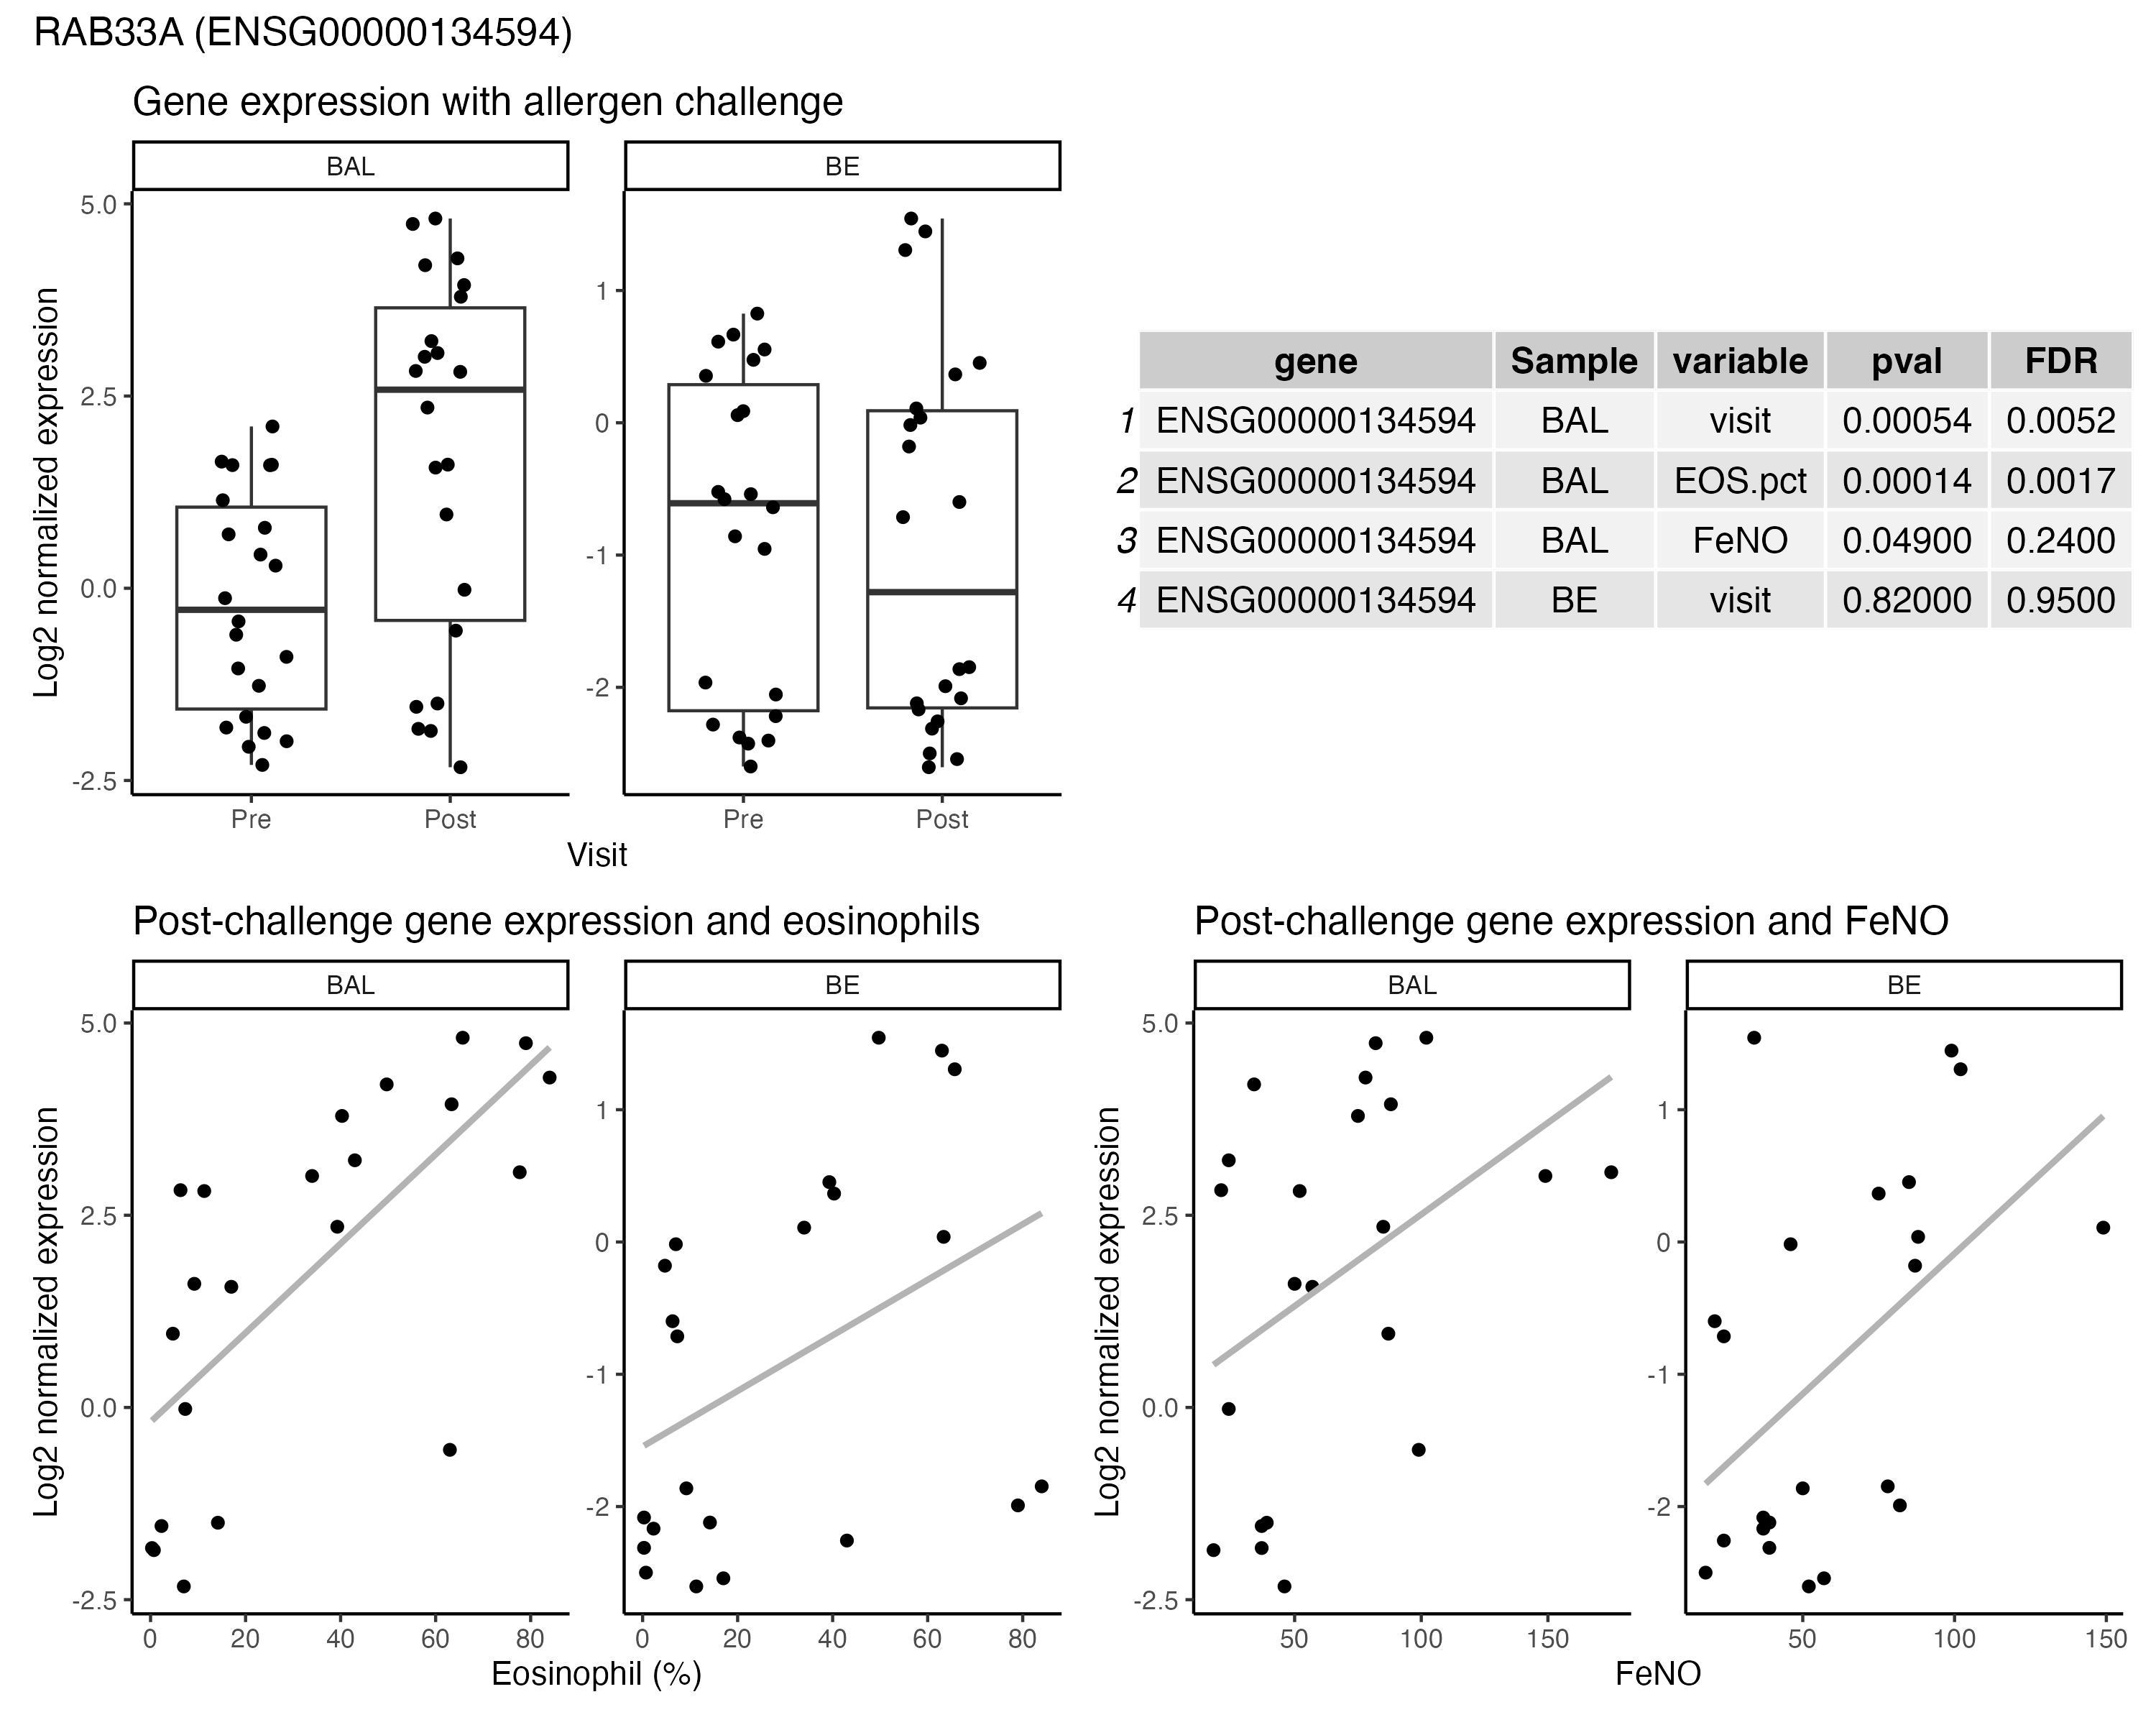 RAB33A (ENSG00000134594)
Gene expression with allergen challenge
BAL
BE
Log2 normalized expression
5.0
2.5
0.0
-2.5
1
0
-1
-2
Pre
Post
Pre
Post
Visit
gene Sample variable pval FDR
1 ENSG00000134594 BAL visit 0.00054 0.0052
2 ENSG00000134594 BAL EOS.pct 0.00014 0.0017
3 ENSG00000134594 BAL FeNO 0.04900 0.2400
4 ENSG00000134594 BE visit 0.82000 0.9500
Post-challenge gene expression and eosinophils
BAL
BE
Log2 normalized expression
5.0
2.5
0.0
-2.5
1
0
-1
-2
0 20 40 60 80
0 20 40 60 80
Eosinophil (%)
Post-challenge gene expression and FeNO
BAL
BE
Log2 normalized expression
5.0
2.5
0.0
-2.5
1
0
-1
-2
50 100 150
50 100 150
FeNO